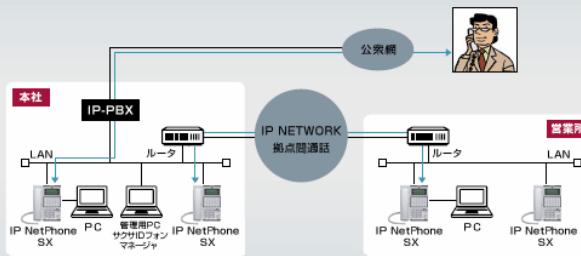 公衆網
本社
IP-PBX
IP NETWORK
拠点間通話
営業所
LAN
ルータ
ルータ
LAN
IP NetPhone
SX
PC
管理用PC
サクサIDフォン
マネージャ
IP NetPhone
SX
IP NetPhone
SX
PC
IP NetPhone
SX